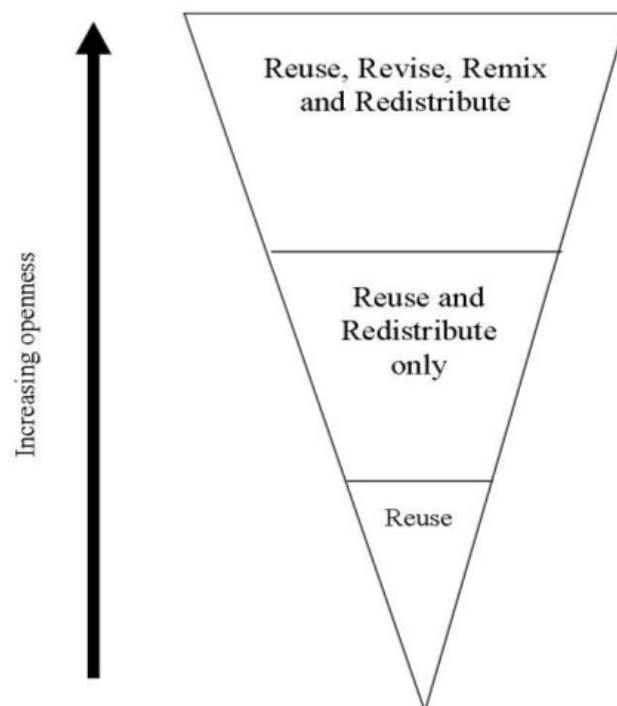 Reuse, Revise, Remix
and Redistribute
Increasing openness
Reuse and
Redistribute
only
Reuse